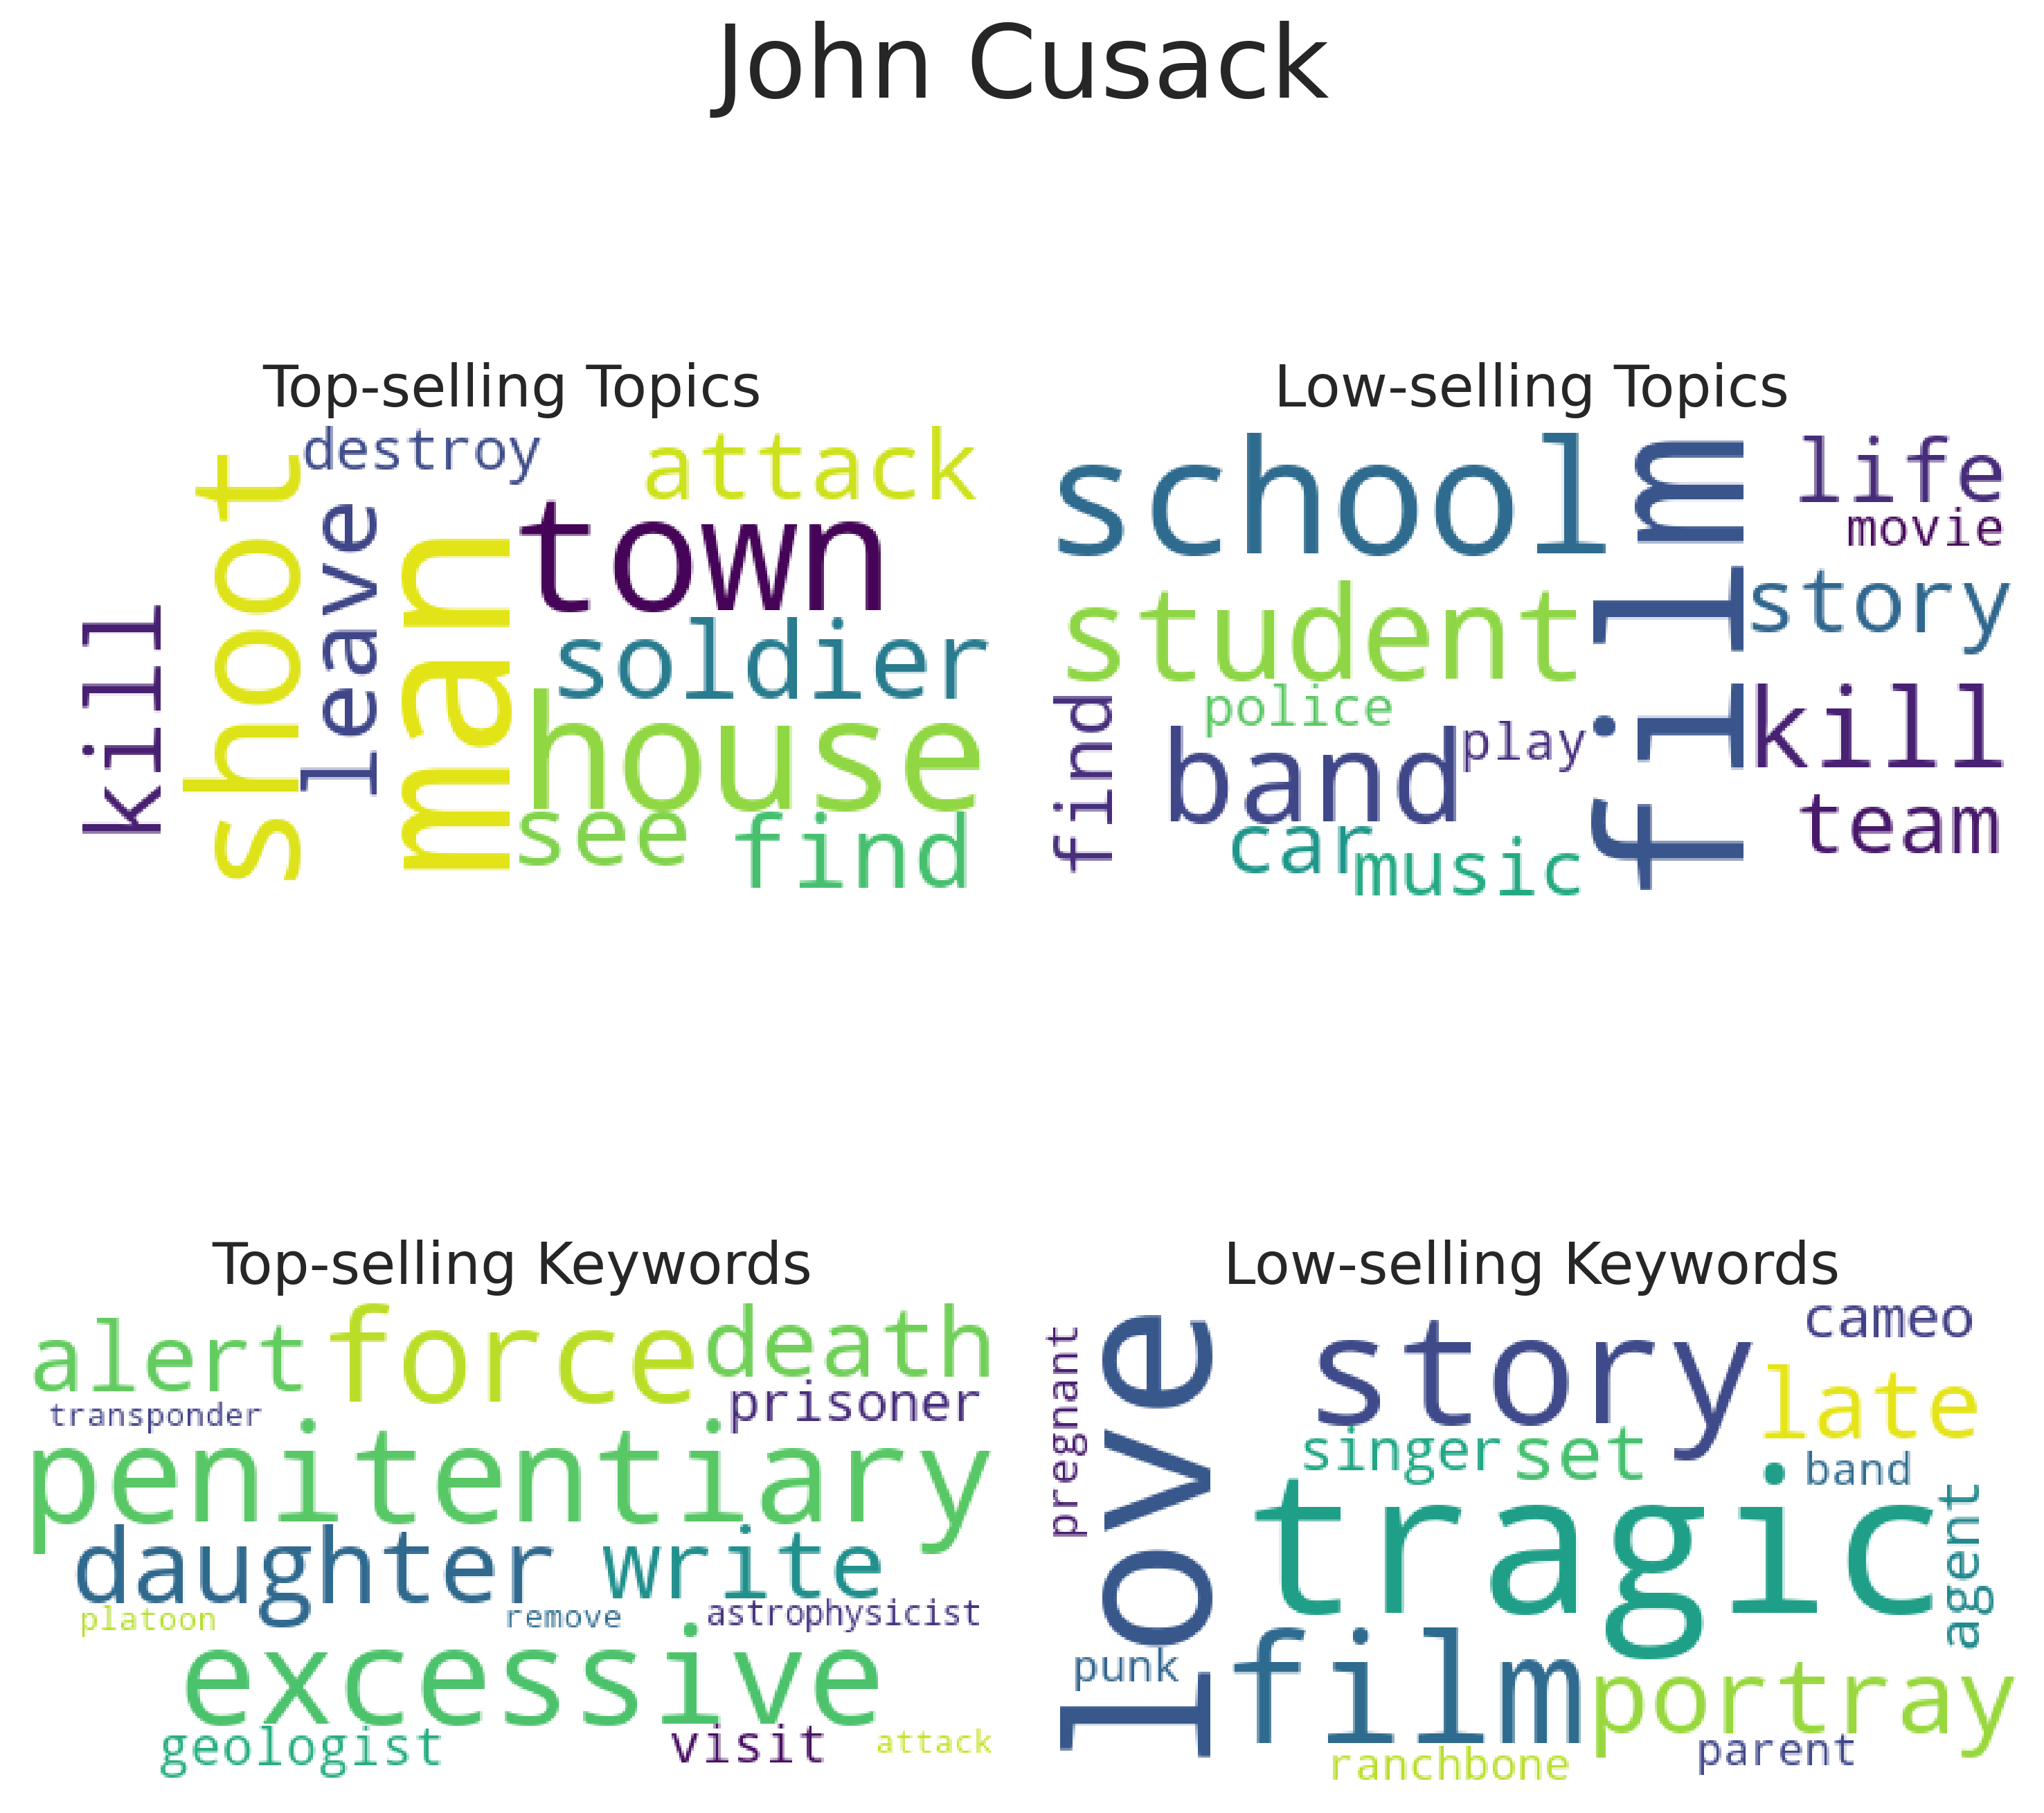 John Cusack
Top-selling Topics
destroy
attack
shoot
leave
town
man
kill
soldier
house
see
find
Low-selling Topics
school
film
life
movie
student
story
police
find
band
play
kill
car
music
team
Top-selling Keywords
alert
force
death
transponder
prisoner
penitentiary
daughter
write
platoon
remove
astrophysicist
excessive
geologist
visit
attack
Low-selling Keywords
pregnant
love
story
cameo
late
singer
set
band
tragic
agent
punk
film
portray
ranchbone
parent